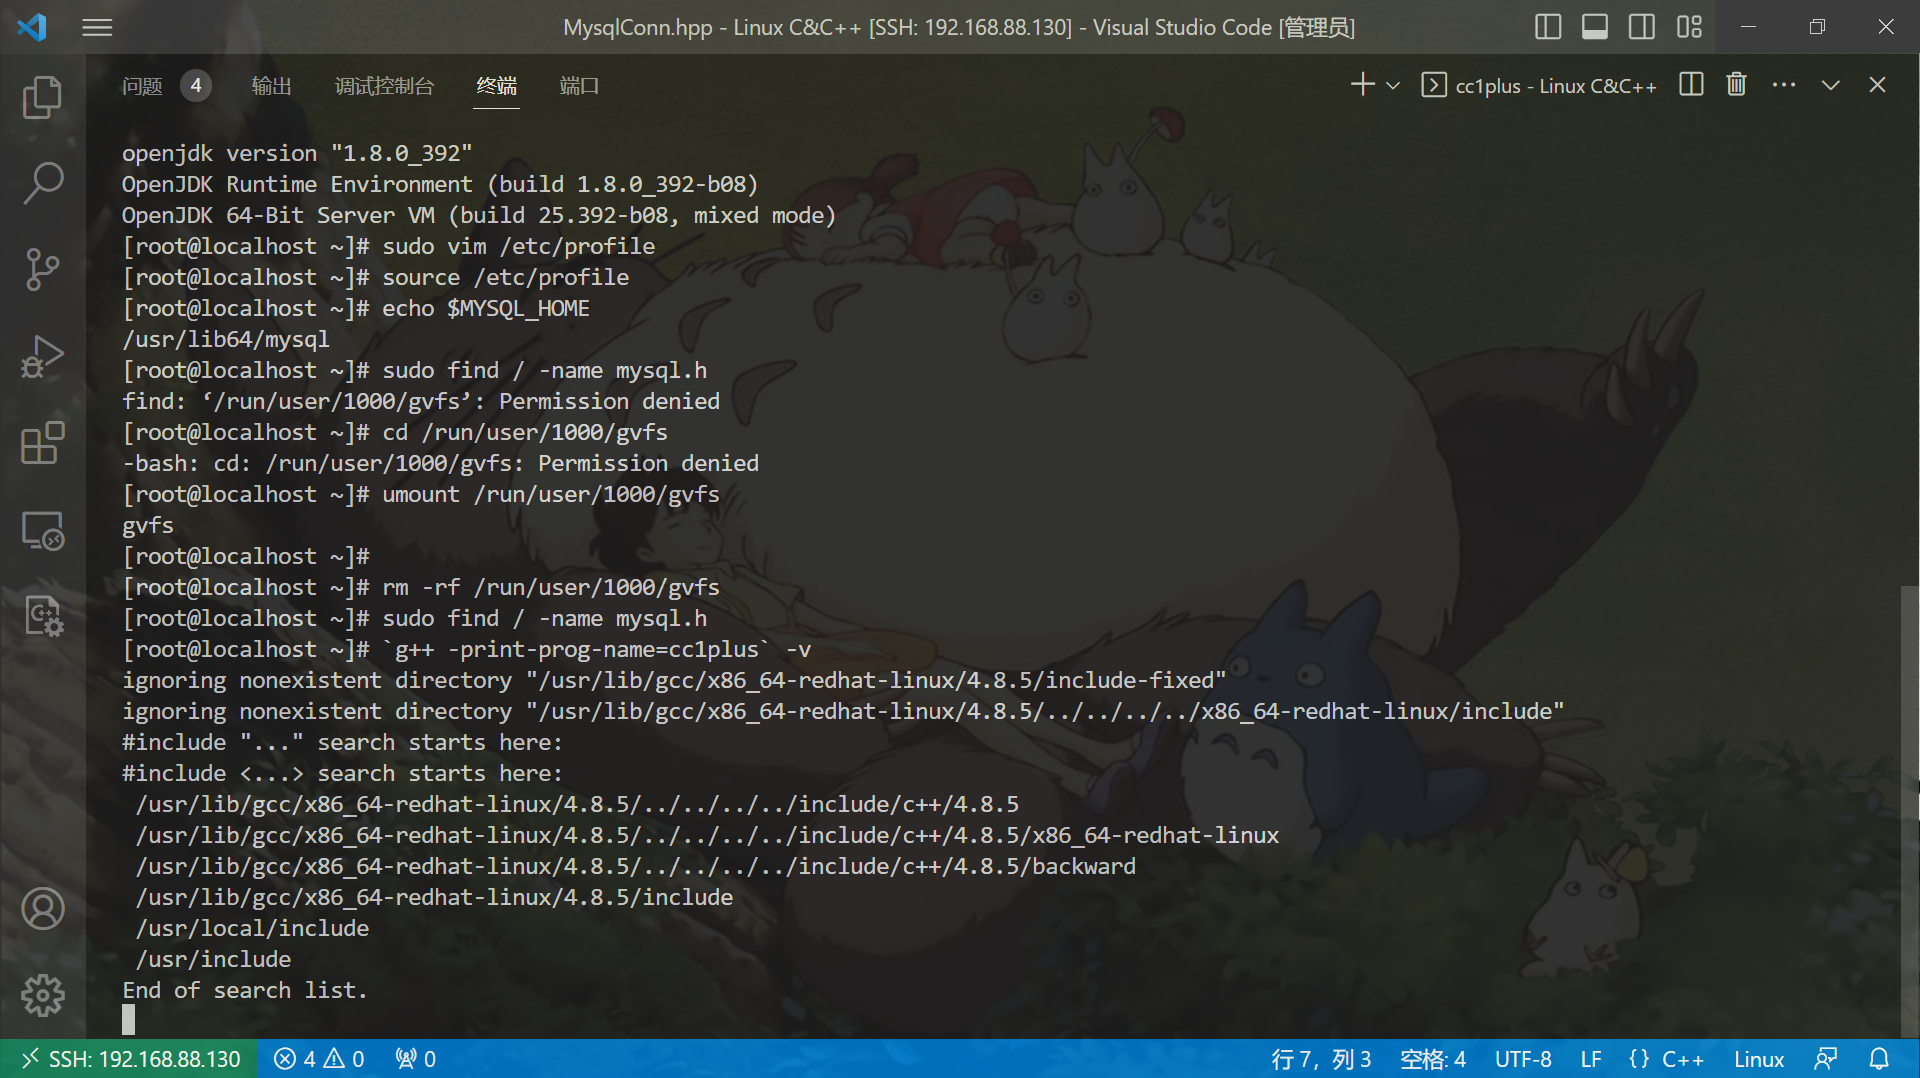 MysqlConn.hpp - Linux C&C++ [SSH: 192.168.88.130] - Visual Studio Code [管理员]
问题 4 输出 调试控制台 终端 端口 cc1plus - Linux C&C++
openjdk version "1.8.0_392"
OpenJDK Runtime Environment (build 1.8.0_392-b08)
OpenJDK 64-Bit Server VM (build 25.392-b08, mixed mode)
[root@localhost ~]# sudo vim /etc/profile
[root@localhost ~]# source /etc/profile
[root@localhost ~]# echo $MYSQL_HOME
/usr/lib64/mysql
[root@localhost ~]# sudo find / -name mysql.h
find: ‘/run/user/1000/gvfs’: Permission denied
[root@localhost ~]# cd /run/user/1000/gvfs
-bash: cd: /run/user/1000/gvfs: Permission denied
[root@localhost ~]# umount /run/user/1000/gvfs
gvfs
[root@localhost ~]#
[root@localhost ~]# rm -rf /run/user/1000/gvfs
[root@localhost ~]# sudo find / -name mysql.h
[root@localhost ~]# `g++ -print-prog-name=cc1plus` -v
ignoring nonexistent directory "/usr/lib/gcc/x86_64-redhat-linux/4.8.5/include-fixed"
ignoring nonexistent directory "/usr/lib/gcc/x86_64-redhat-linux/4.8.5/../../../../x86_64-redhat-linux/include"
#include "..." search starts here:
#include <...> search starts here:
 /usr/lib/gcc/x86_64-redhat-linux/4.8.5/../../../../include/c++/4.8.5
 /usr/lib/gcc/x86_64-redhat-linux/4.8.5/../../../../include/c++/4.8.5/x86_64-redhat-linux
 /usr/lib/gcc/x86_64-redhat-linux/4.8.5/../../../../include/c++/4.8.5/backward
 /usr/lib/gcc/x86_64-redhat-linux/4.8.5/include
 /usr/local/include
 /usr/include
End of search list.
SSH: 192.168.88.130 4 0 0 行 7，列 3 空格: 4 UTF-8 LF {} C++ Linux